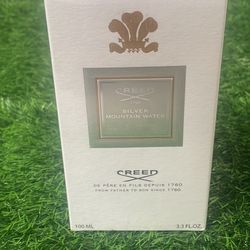 CREED
SILVER
MOUNTAIN WATER
CREED
DE PÈRE EN FILS DEPUIS 1760
FROM FATHER TO SON SINCE 1760
100 ML 3.3 FL.OZ.